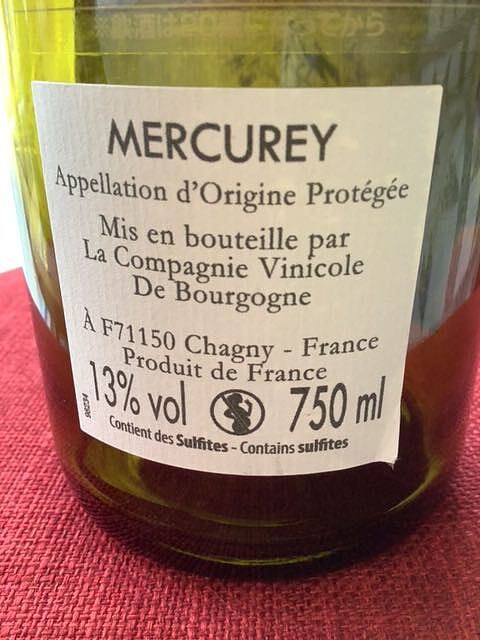 MERCUREY
Appellation d'Origine Protégée
Mis en bouteille par
La Compagnie Vinicole
De Bourgogne
À F71150 Chagny - France
Produit de France
13% vol 750 ml
Contient des Sulfites - Contains sulfites